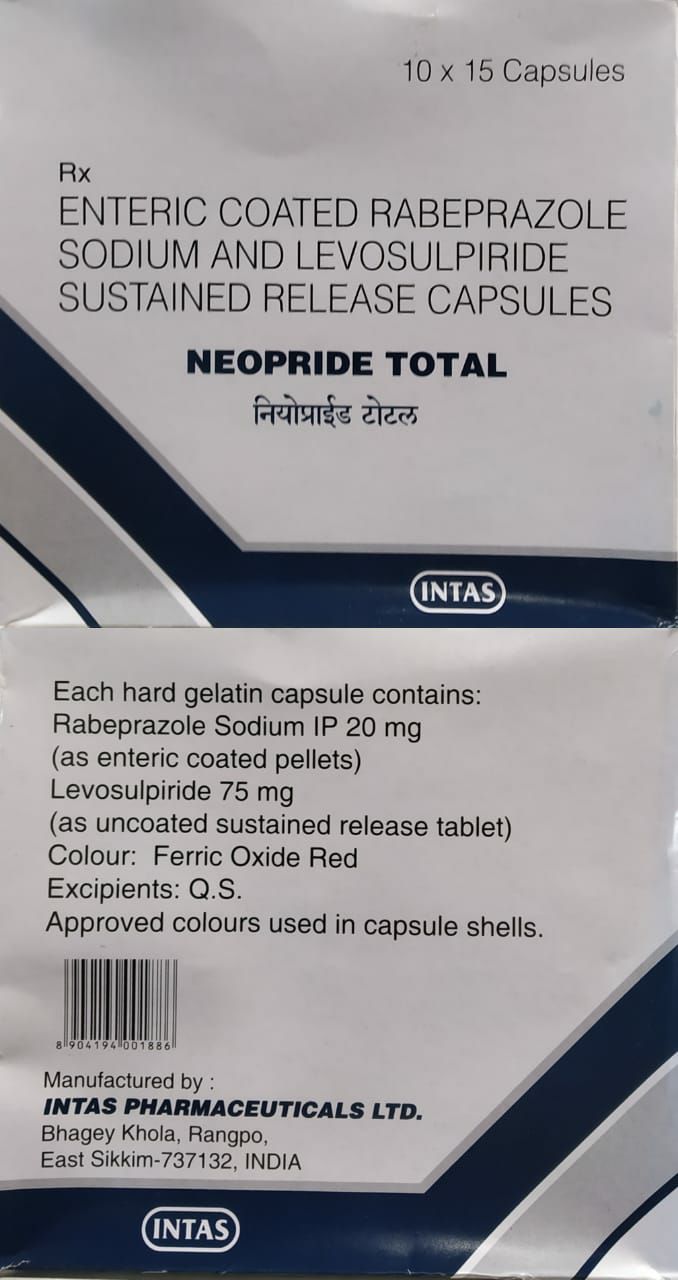 10 x 15 Capsules
Rx
ENTERIC COATED RABEPRAZOLE
SODIUM AND LEVOSULPIRIDE
SUSTAINED RELEASE CAPSULES
NEOPRIDE TOTAL
नियोप्राईड टोटल
INTAS
Each hard gelatin capsule contains:
Rabeprazole Sodium IP 20 mg
(as enteric coated pellets)
Levosulpiride 75 mg
(as uncoated sustained release tablet)
Colour: Ferric Oxide Red
Excipients: Q.S.
Approved colours used in capsule shells.
8 904194 001886
Manufactured by :
INTAS PHARMACEUTICALS LTD.
Bhagey Khola, Rangpo,
East Sikkim-737132, INDIA
INTAS